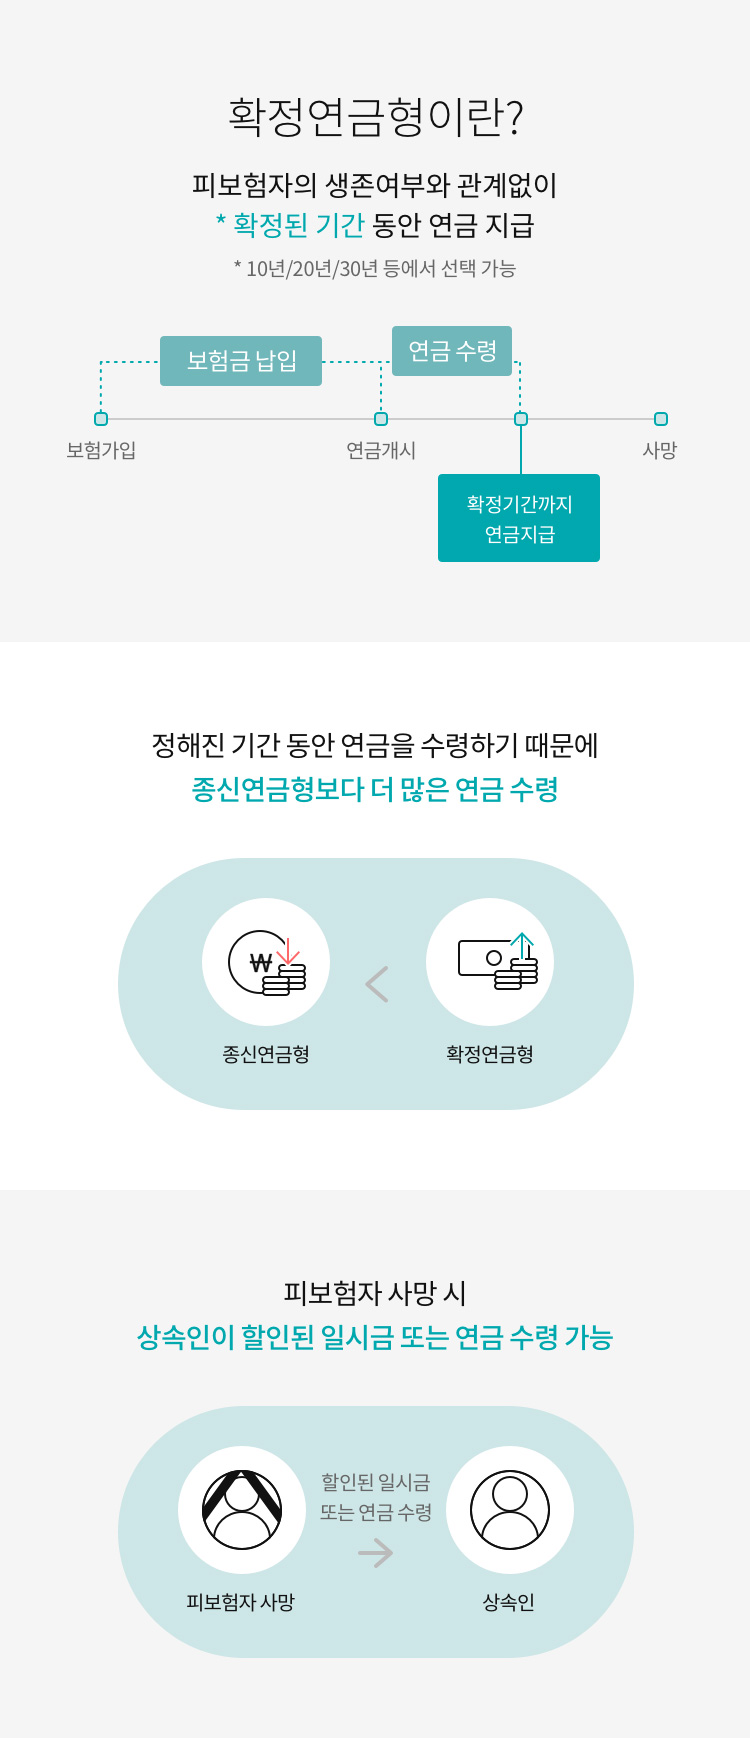 확정연금형이란?
피보험자의 생존여부와 관계없이
* 확정된 기간 동안 연금 지급
* 10년/20년/30년 등에서 선택 가능
보험금 납입
연금 수령
보험가입
연금개시
사망
확정기간까지
연금지급
정해진 기간 동안 연금을 수령하기 때문에
종신연금형보다 더 많은 연금 수령
₩
<
종신연금형
확정연금형
피보험자 사망 시
상속인이 할인된 일시금 또는 연금 수령 가능
할인된 일시금
또는 연금 수령
피보험자 사망
상속인